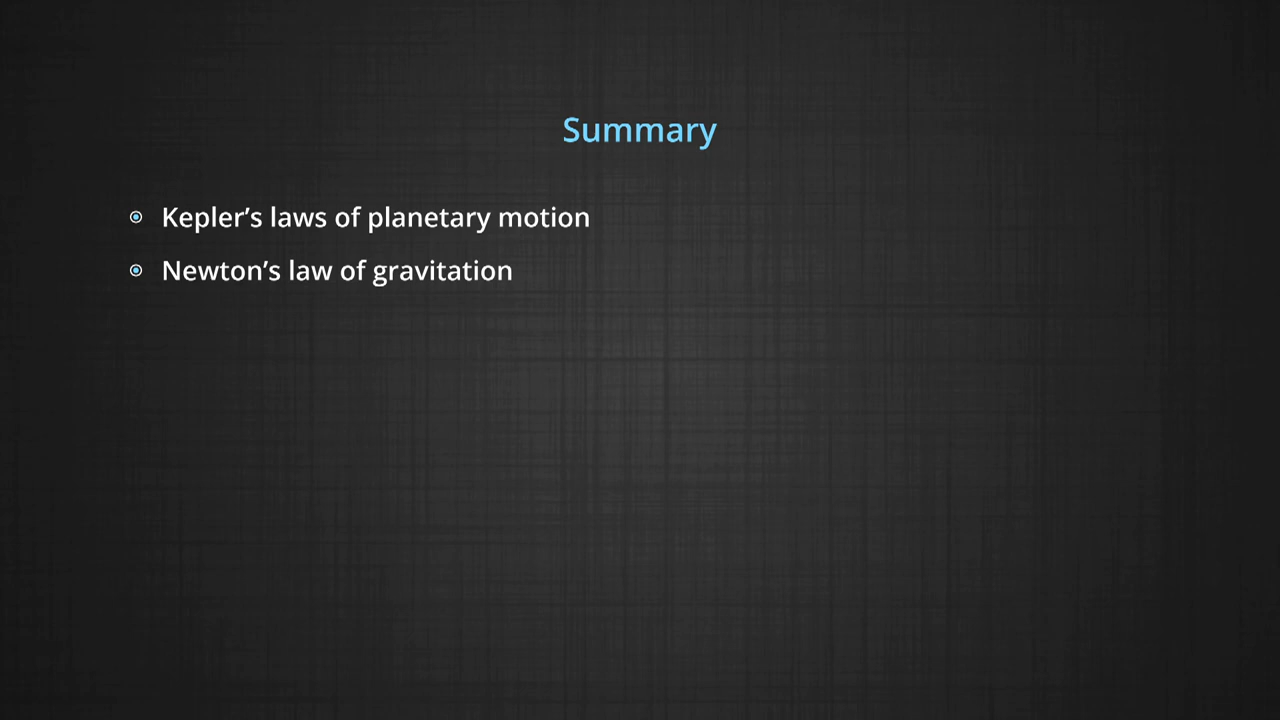 Summary
Kepler’s laws of planetary motion
Newton’s law of gravitation